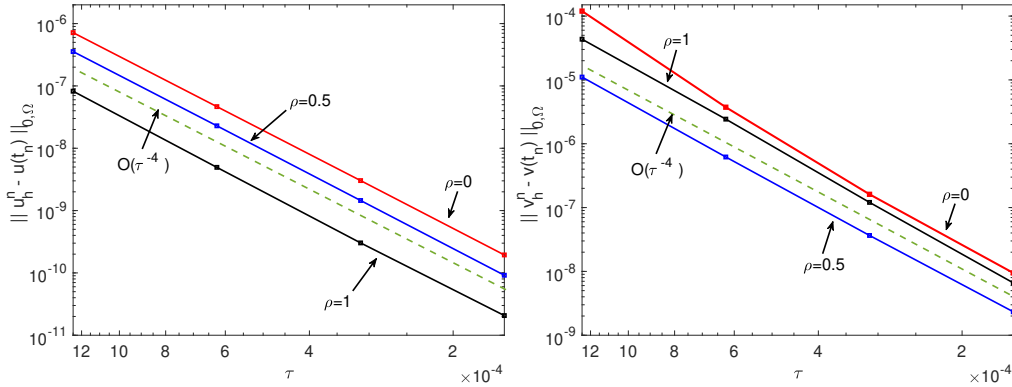 || u_h^n - u(t_n) ||_{0,Ω}
10^{-6}
10^{-7}
10^{-8}
10^{-9}
10^{-10}
10^{-11}
ρ=0.5
O(τ^{-4})
ρ=0
ρ=1
12 10 8 6 4 2
τ
×10^{-4}
|| v_h^n - v(t_n) ||_{0,Ω}
10^{-4}
10^{-5}
10^{-6}
10^{-7}
10^{-8}
10^{-9}
ρ=1
O(τ^{-4})
ρ=0
ρ=0.5
12 10 8 6 4 2
τ
×10^{-4}